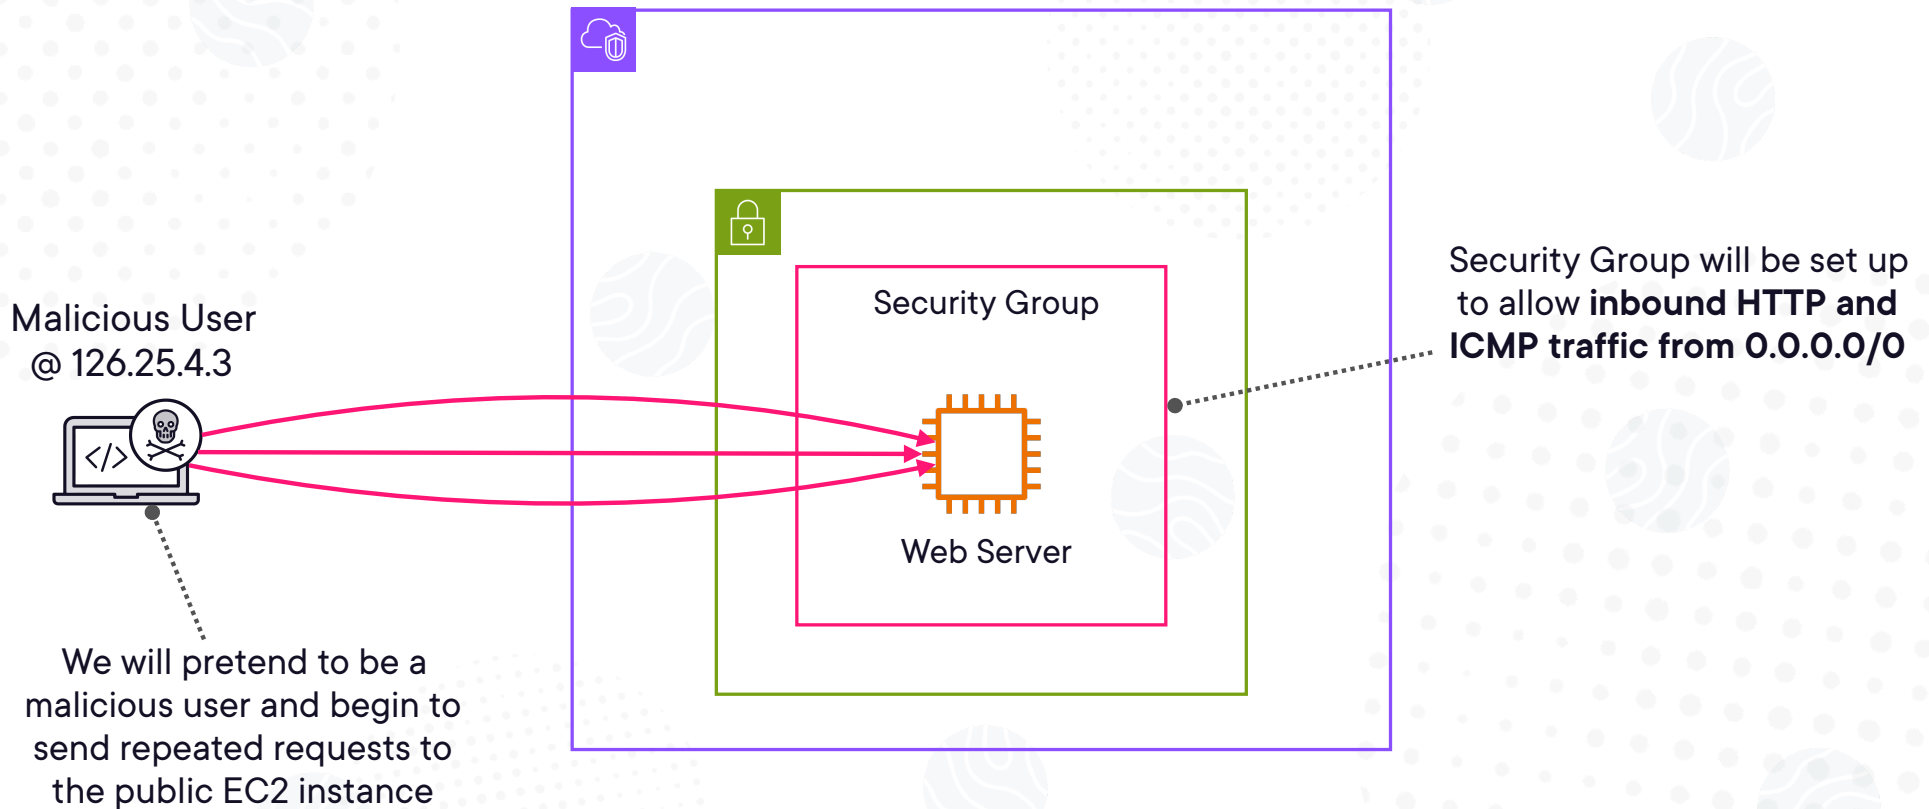 Malicious User
@ 126.25.4.3
</>
We will pretend to be a
malicious user and begin to
send repeated requests to
the public EC2 instance
Security Group
Web Server
Security Group will be set up
to allow inbound HTTP and
ICMP traffic from 0.0.0.0/0